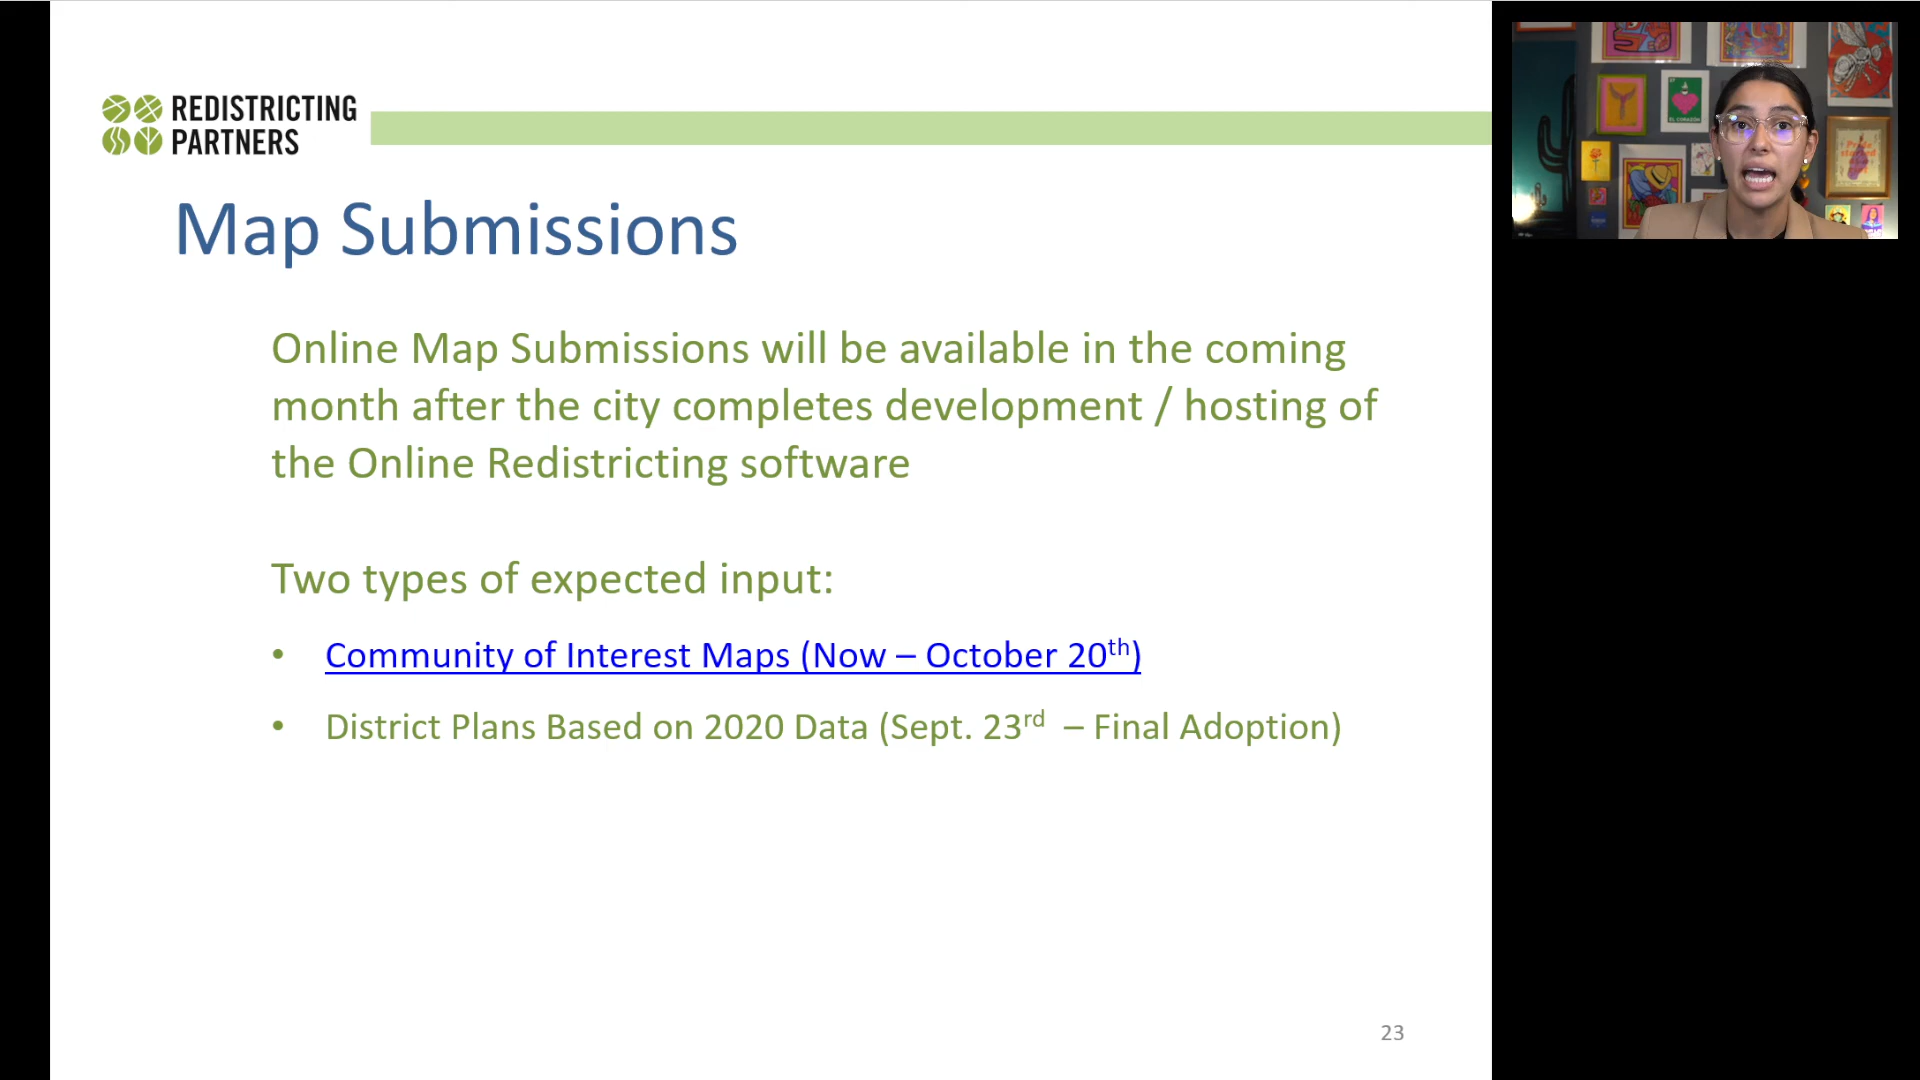 REDISTRICTING
PARTNERS
Map Submissions
Online Map Submissions will be available in the coming
month after the city completes development / hosting of
the Online Redistricting software
Two types of expected input:
• Community of Interest Maps (Now – October 20th)
• District Plans Based on 2020 Data (Sept. 23rd – Final Adoption)
23
EL CORAZON